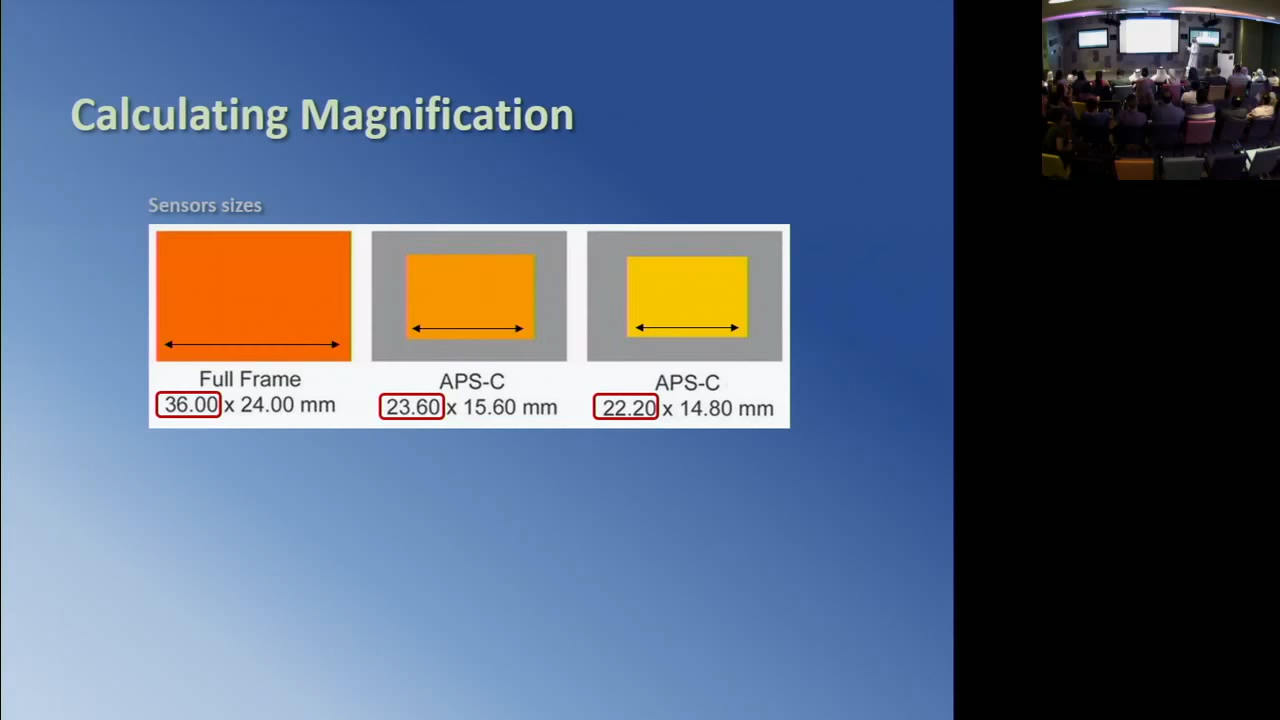 Calculating Magnification
Sensors sizes
Full Frame
36.00 x 24.00 mm
APS-C
23.60 x 15.60 mm
APS-C
22.20 x 14.80 mm